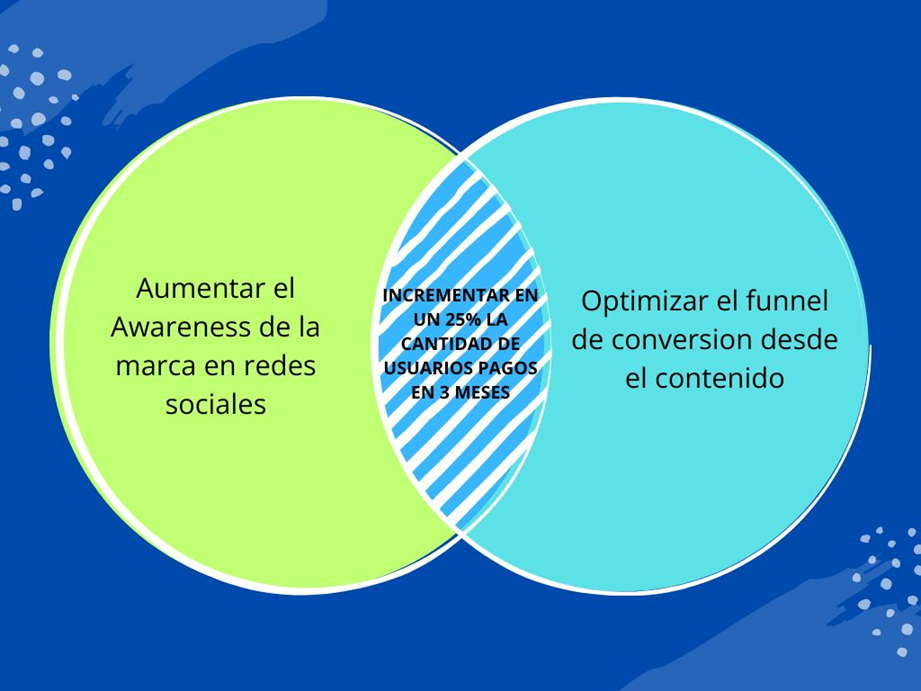 Aumentar el
Awareness de la
marca en redes
sociales
INCREMENTAR EN
UN 25% LA
CANTIDAD DE
USUARIOS PAGOS
EN 3 MESES
Optimizar el funnel
de conversion desde
el contenido